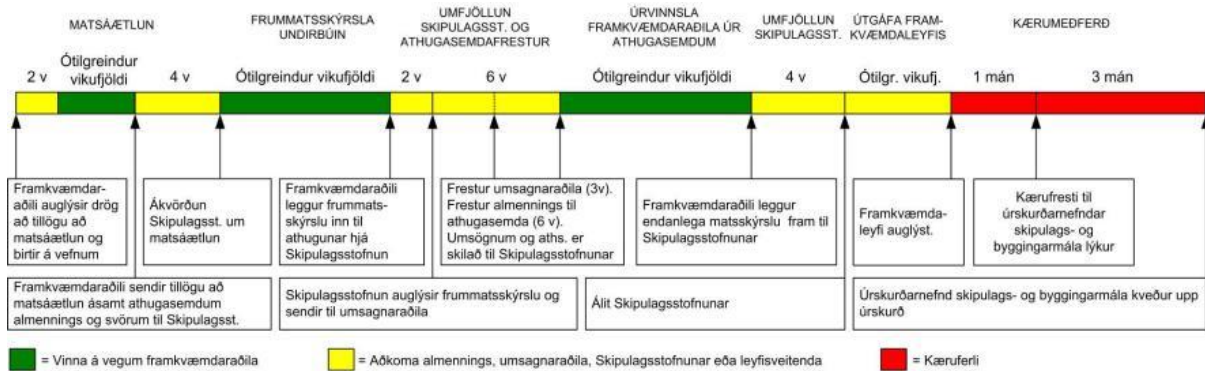 MATSÁÆTLUN
FRUMMATSSKÝRSLA
UNDIRBÚIN
UMFJÖLLUN
SKIPULAGSST. OG
ATHUGASEMDAFRESTUR
ÚRVINNSLA
FRAMKVÆMDARAÐILA ÚR
ATHUGASEMDUM
UMFJÖLLUN
SKIPULAGSST.
ÚTGÁFA FRAM-
KVÆMDALEYFIS
KÆRUMEÐFERÐ
2 v
Ótilgreindur
vikufjöldi
4 v
Ótilgreindur vikufjöldi
2 v
6 v
Ótilgreindur vikufjöldi
4 v
Ótilgr. vikufj.
1 mán
3 mán
Framkvæmdar-
aðili auglýsir drög
að tillögu að
matsáætlun og
birtir á vefnum
Ákvörðun
Skipulagsst. um
matsáætlun
Framkvæmdaraðili
leggur frummats-
skýrslu inn til
athugunar hjá
Skipulagsstofnun
Frestur umsagnaraðila (3v).
Frestur almennings til
athugasemda (6 v).
Umsögnum og aths. er
skilað til Skipulagsstofnunar
Framkvæmdaraðili leggur
endanlega matsskýrslu fram til
Skipulagsstofnunar
Framkvæmda-
leyfi auglýst.
Kærufresti til
úrskurðarnefndar
skipulags- og
byggingarmála lýkur
Framkvæmdaraðili sendir tillögu að
matsáætlun ásamt athugasemdum
almennings og svörum til Skipulagsst.
Skipulagsstofnun auglýsir frummatsskýrslu og
sendir til umsagnaraðila
Álit Skipulagsstofnunar
Úrskurðarnefnd skipulags- og byggingarmála kveður upp
úrskurð
= Vinna á vegum framkvæmdaraðila
= Aðkoma almennings, umsagnaraðila, Skipulagsstofnunar eða leyfisveitenda
= Kæruferli